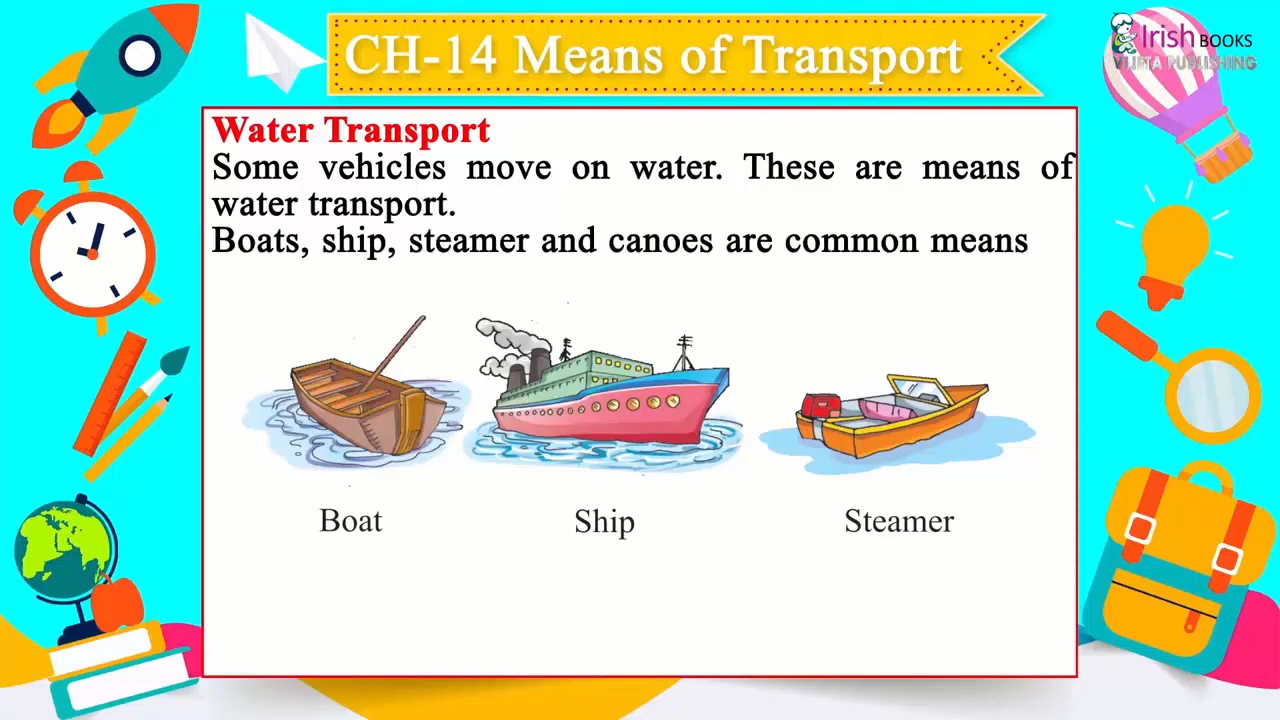 CH-14 Means of Transport
Irish BOOKS
Water Transport
Some vehicles move on water. These are means of
water transport.
Boats, ship, steamer and canoes are common means
Boat
Ship
Steamer